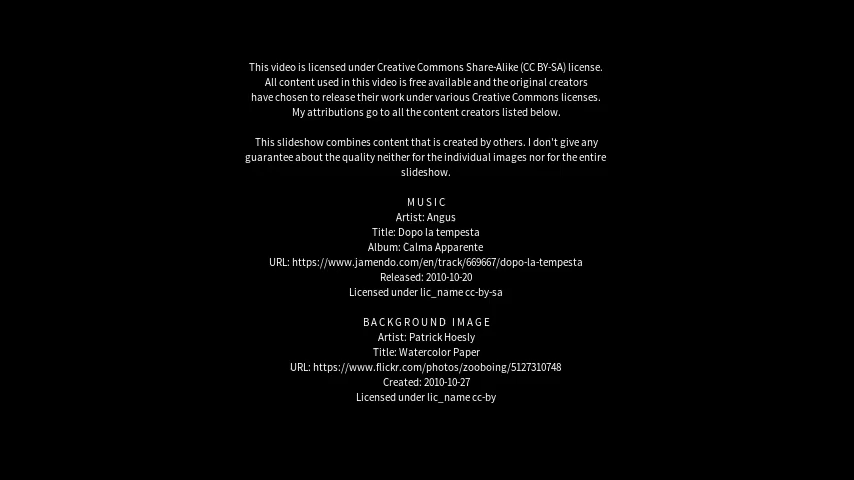 This video is licensed under Creative Commons Share-Alike (CC BY-SA) license.
All content used in this video is free available and the original creators
have chosen to release their work under various Creative Commons licenses.
My attributions go to all the content creators listed below.
This slideshow combines content that is created by others. I don't give any
guarantee about the quality neither for the individual images nor for the entire
slideshow.
MUSIC
Artist: Angus
Title: Dopo la tempesta
Album: Calma Apparente
URL: https://www.jamendo.com/en/track/669667/dopo-la-tempesta
Released: 2010-10-20
Licensed under lic_name cc-by-sa
BACKGROUND IMAGE
Artist: Patrick Hoesly
Title: Watercolor Paper
URL: https://www.flickr.com/photos/zooboing/5127310748
Created: 2010-10-27
Licensed under lic_name cc-by